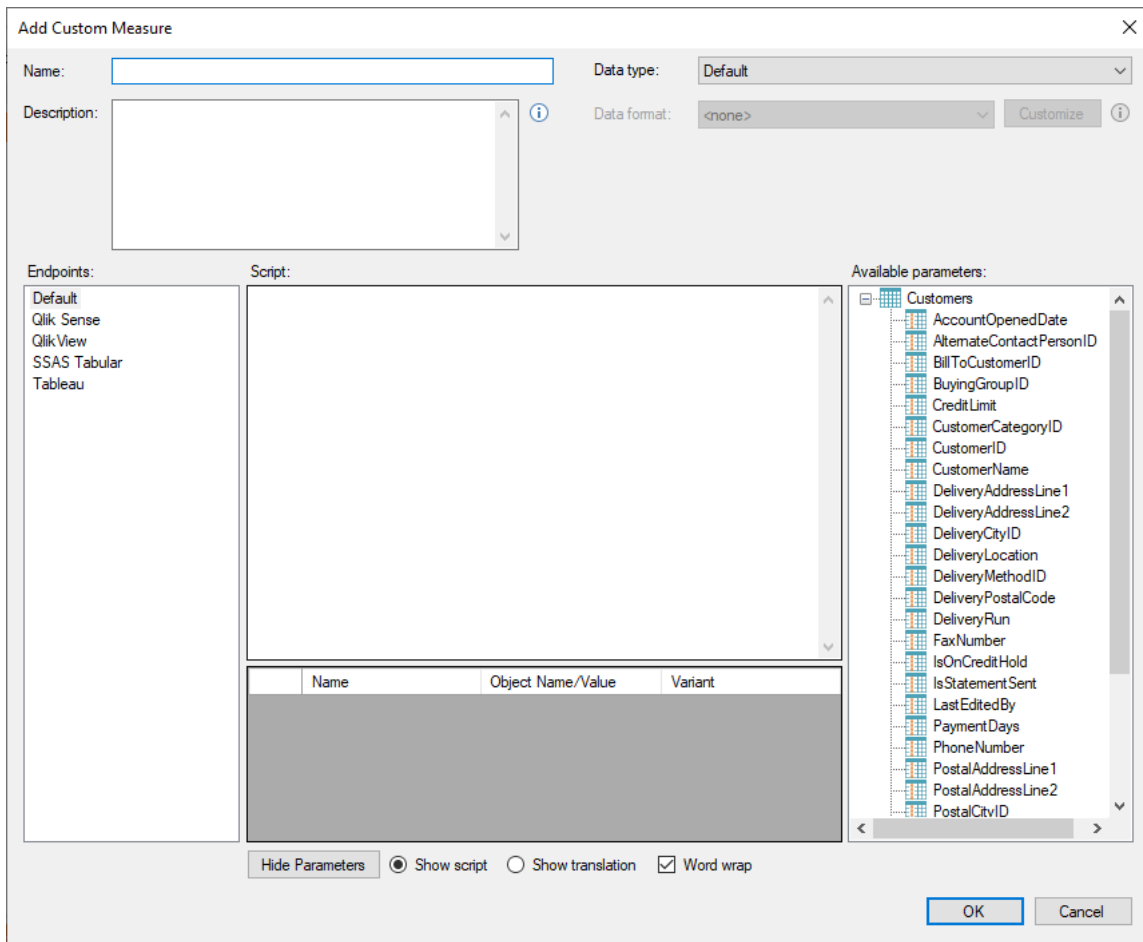 Add Custom Measure
Name:
Data type:
Default
Description:
Data format:
<none>
Customize
Endpoints:
Script:
Available parameters:
Default
Qlik Sense
QlikView
SSAS Tabular
Tableau
Customers
AccountOpenedDate
AlternateContactPersonID
BillToCustomerID
BuyingGroupID
CreditLimit
CustomerCategoryID
CustomerID
CustomerName
DeliveryAddressLine1
DeliveryAddressLine2
DeliveryCityID
DeliveryLocation
DeliveryMethodID
DeliveryPostalCode
DeliveryRun
FaxNumber
IsOnCreditHold
IsStatementSent
LastEditedBy
PaymentDays
PhoneNumber
PostalAddressLine1
PostalAddressLine2
PostalCityID
Name
Object Name/Value
Variant
Hide Parameters
Show script
Show translation
Word wrap
OK
Cancel